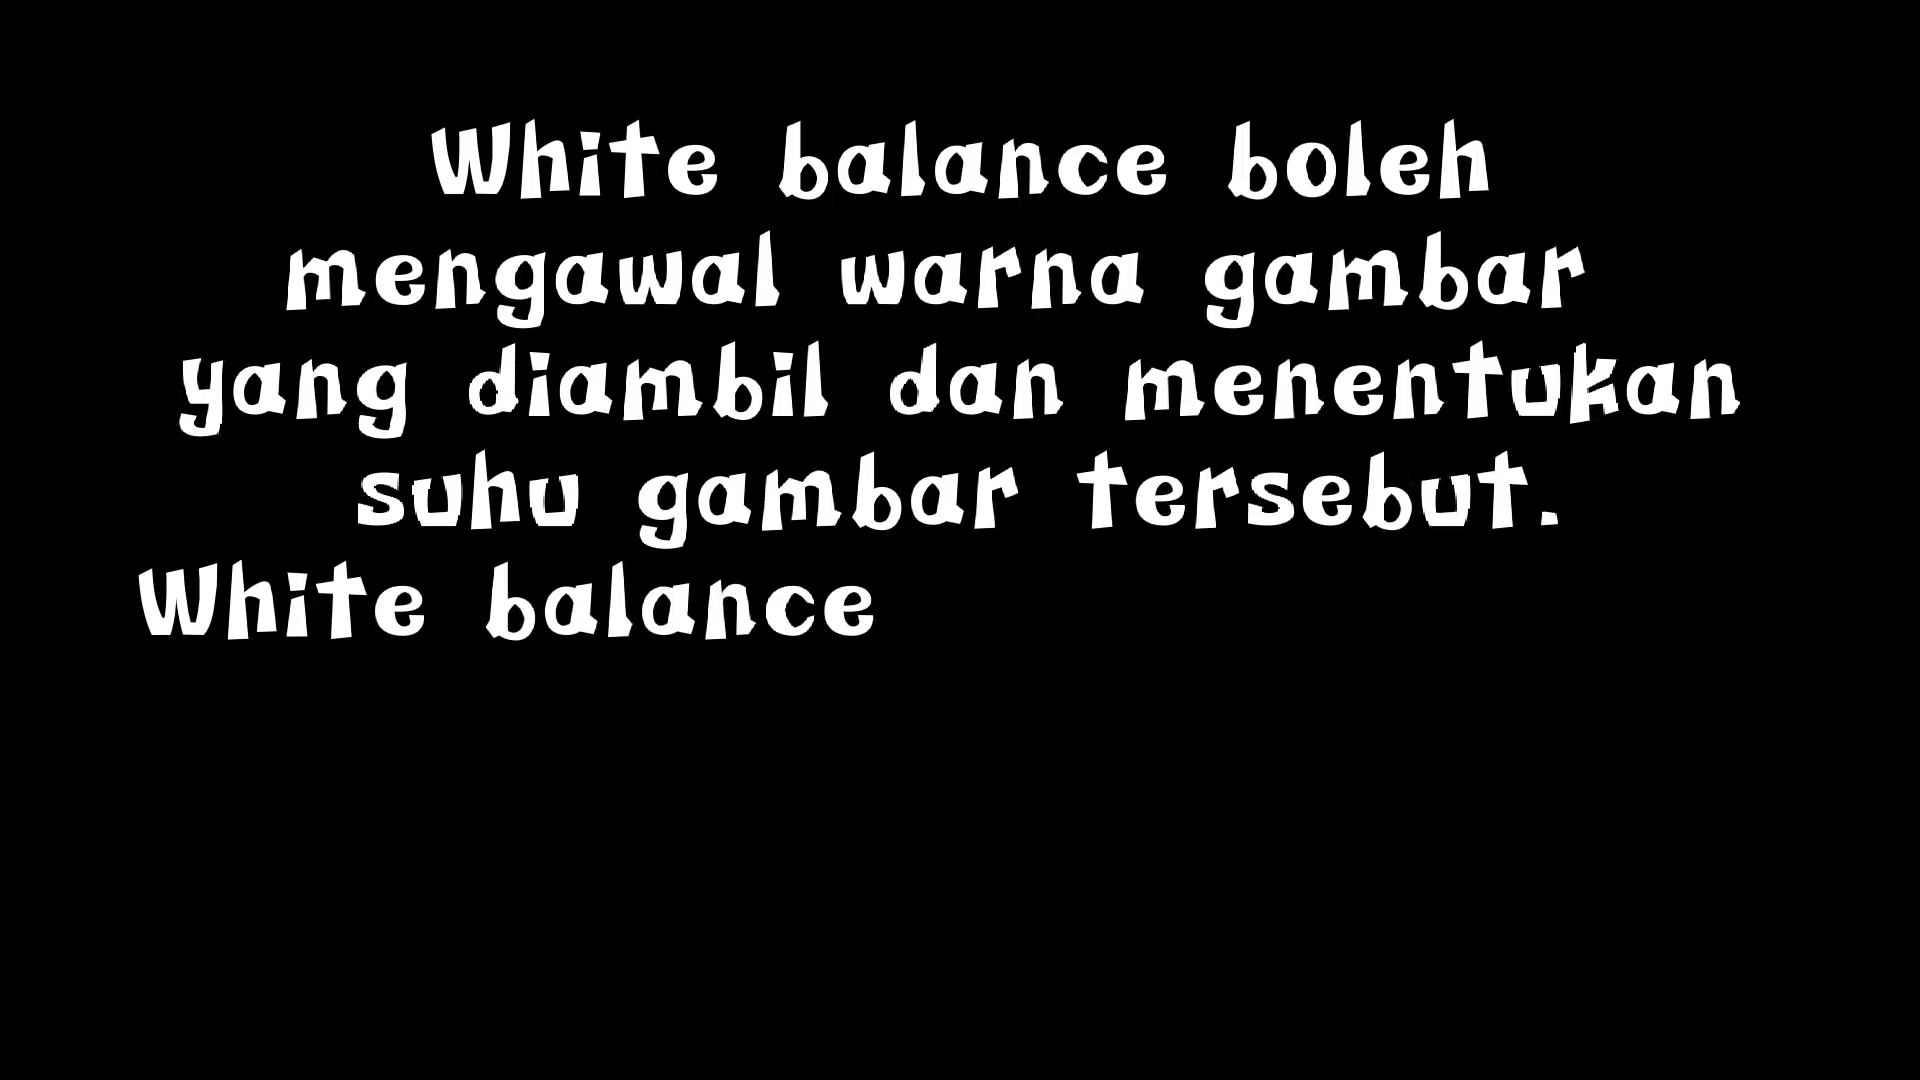 White balance boleh
mengawal warna gambar
yang diambil dan menentukan
suhu gambar tersebut.
White balance